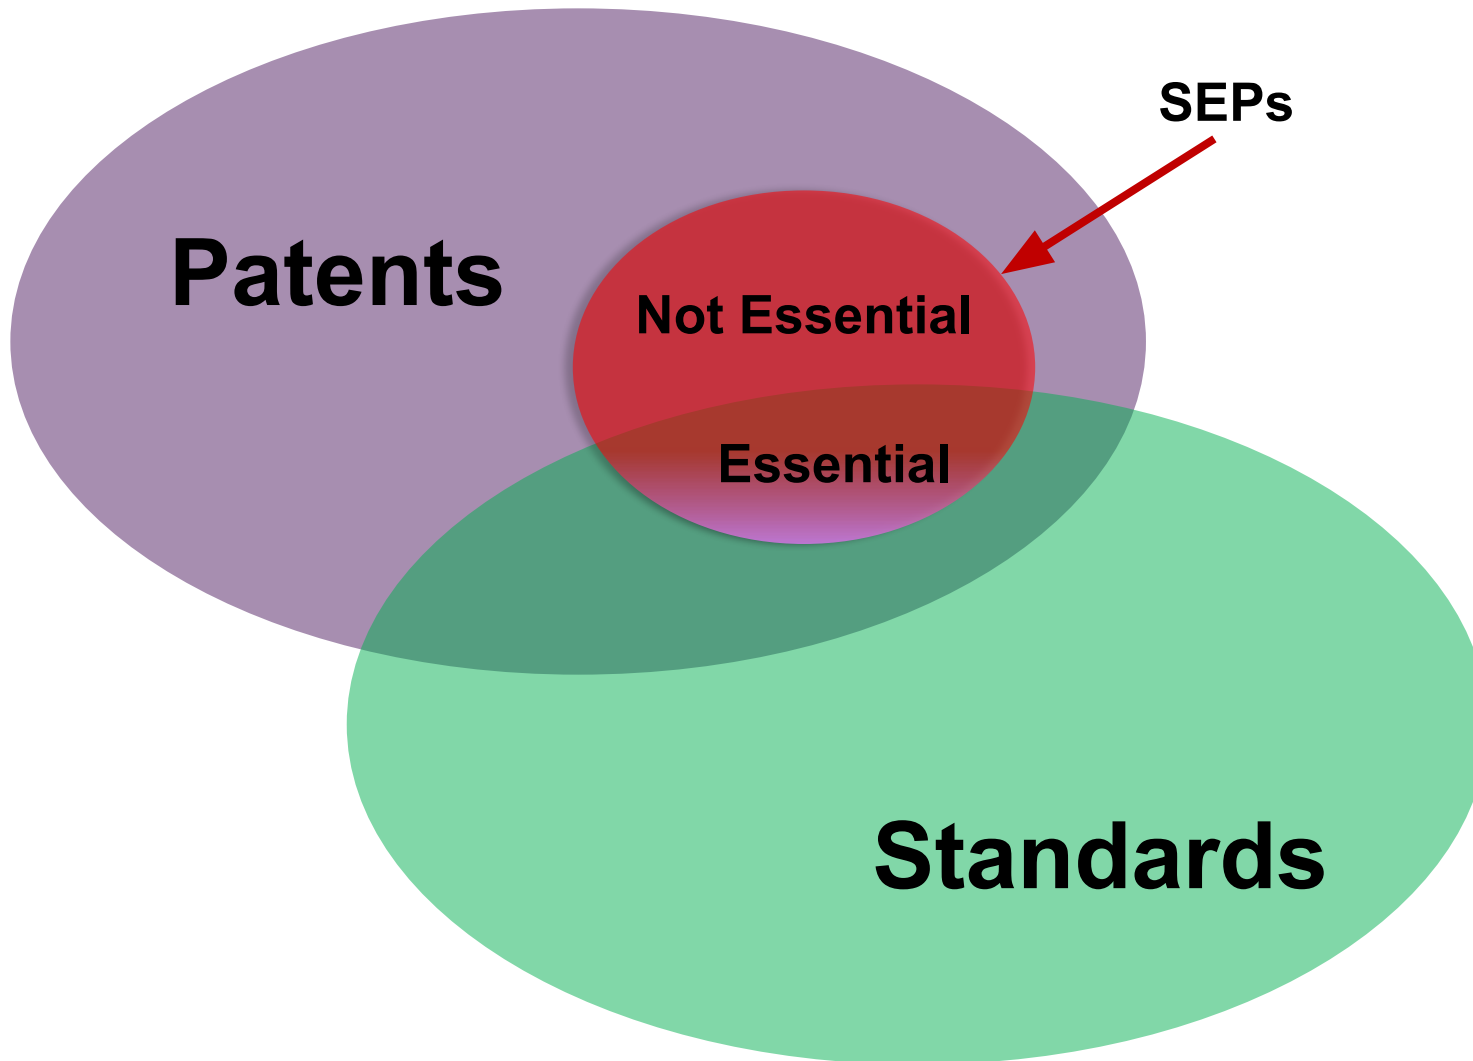 SEPs
Patents
Not Essential
Essential
Standards